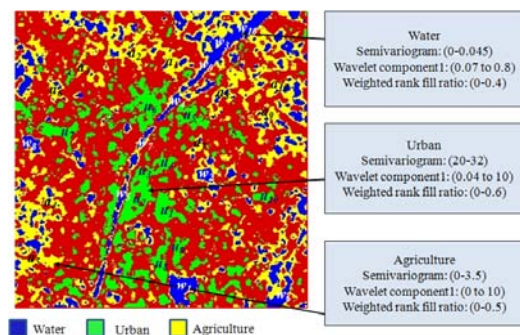 Water
Semivariogram: (0-0.045)
Wavelet component1: (0.07 to 0.8)
Weighted rank fill ratio: (0-0.4)
Urban
Semivariogram: (20-32)
Wavelet component1: (0.04 to 10)
Weighted rank fill ratio: (0-0.6)
Agriculture
Semivariogram: (0-3.5)
Wavelet component1: (0 to 10)
Weighted rank fill ratio: (0-0.5)
Water Urban Agriculture